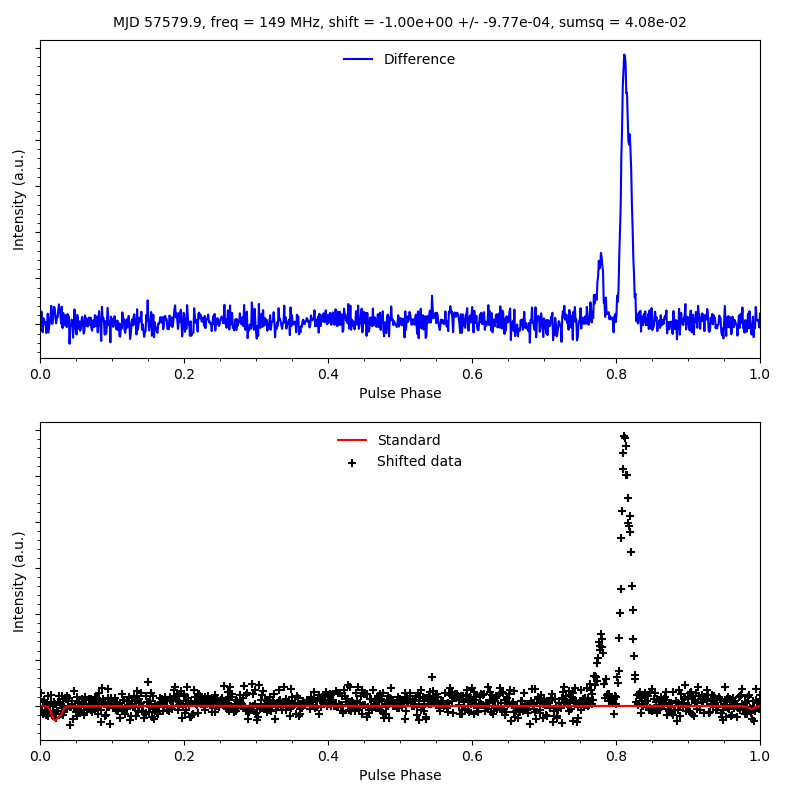 MJD 57579.9, freq = 149 MHz, shift = -1.00e+00 +/- -9.77e-04, sumsq = 4.08e-02
Difference
Intensity (a.u.)
0.0 0.2 0.4 0.6 0.8 1.0
Pulse Phase
Standard
Shifted data
Intensity (a.u.)
0.0 0.2 0.4 0.6 0.8 1.0
Pulse Phase